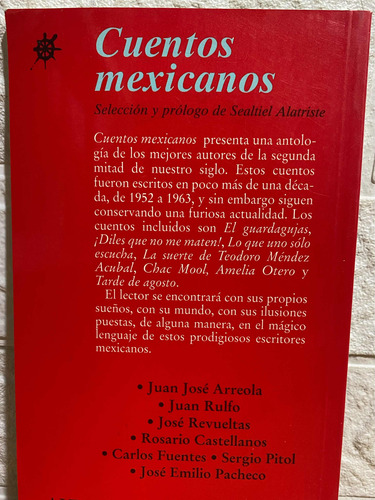 Cuentos
mexicanos
Selección y prólogo de Sealtiel Alatriste
Cuentos mexicanos presenta una antolo-
gía de los mejores autores de la segunda
mitad de nuestro siglo. Estos cuentos
fueron escritos en poco más de una déca-
da, de 1952 a 1963, y sin embargo siguen
conservando una furiosa actualidad. Los
cuentos incluidos son El guardagujas,
¡Diles que no me maten!, Lo que uno sólo
escucha, La suerte de Teodoro Méndez
Acubal, Chac Mool, Amelia Otero y
Tarde de agosto.
El lector se encontrará con sus propios
sueños, con su mundo, con sus ilusiones
puestas, de alguna manera, en el mágico
lenguaje de estos prodigiosos escritores
mexicanos.
• Juan José Arreola
• Juan Rulfo
• José Revueltas
• Rosario Castellanos
• Carlos Fuentes • Sergio Pitol
• José Emilio Pacheco